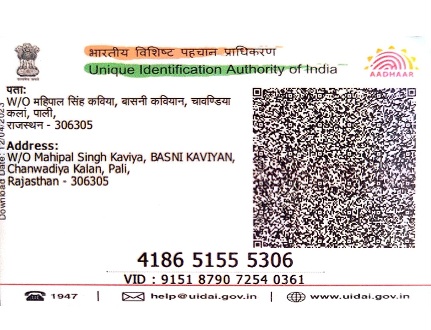 भारतीय विशिष्ट पहचान प्राधिकरण
Unique Identification Authority of India
AADHAAR
पता:
W/O महिपाल सिंह कविया, बासनी कवियान, चावण्डिया
कलां, पाली,
राजस्थान - 306305
Address:
W/O Mahipal Singh Kaviya, BASNI KAVIYAN,
Chanwadiya Kalan, Pali,
Rajasthan - 306305
Download Date:
4186 5155 5306
VID : 9151 8790 7254 0361
1947 | help@uidai.gov.in | www.uidai.gov.in